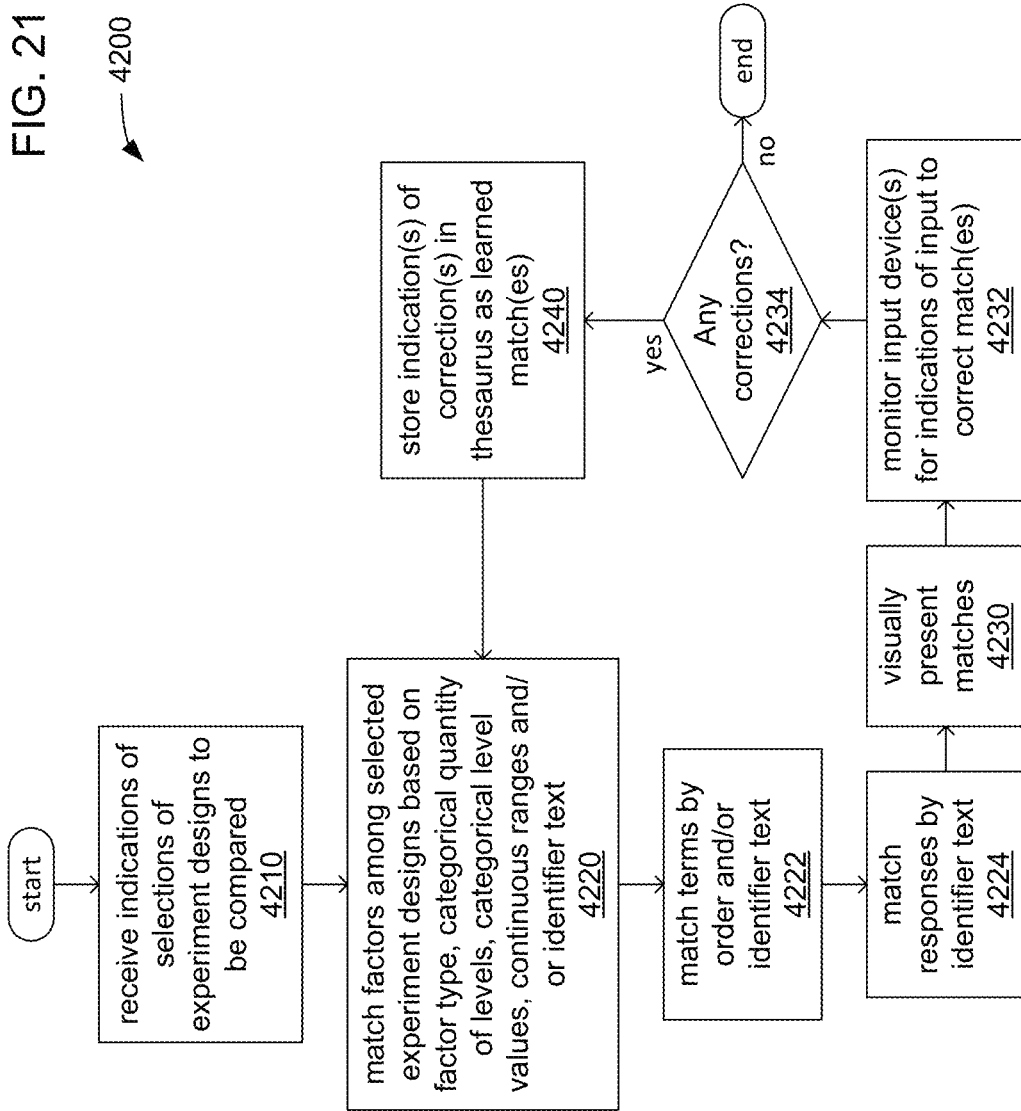 FIG. 21
4200
start
receive indications of
selections of
experiment designs to
be compared
4210
match factors among selected
experiment designs based on
factor type, categorical quantity
of levels, categorical level
values, continuous ranges and/
or identifier text
4220
match terms by
order and/or
identifier text
4222
match
responses by
identifier text
4224
visually
present
matches
4230
monitor input device(s)
for indications of input to
correct match(es)
4232
Any
corrections?
4234
yes
no
end
store indication(s) of
correction(s) in
thesaurus as learned
match(es)
4240